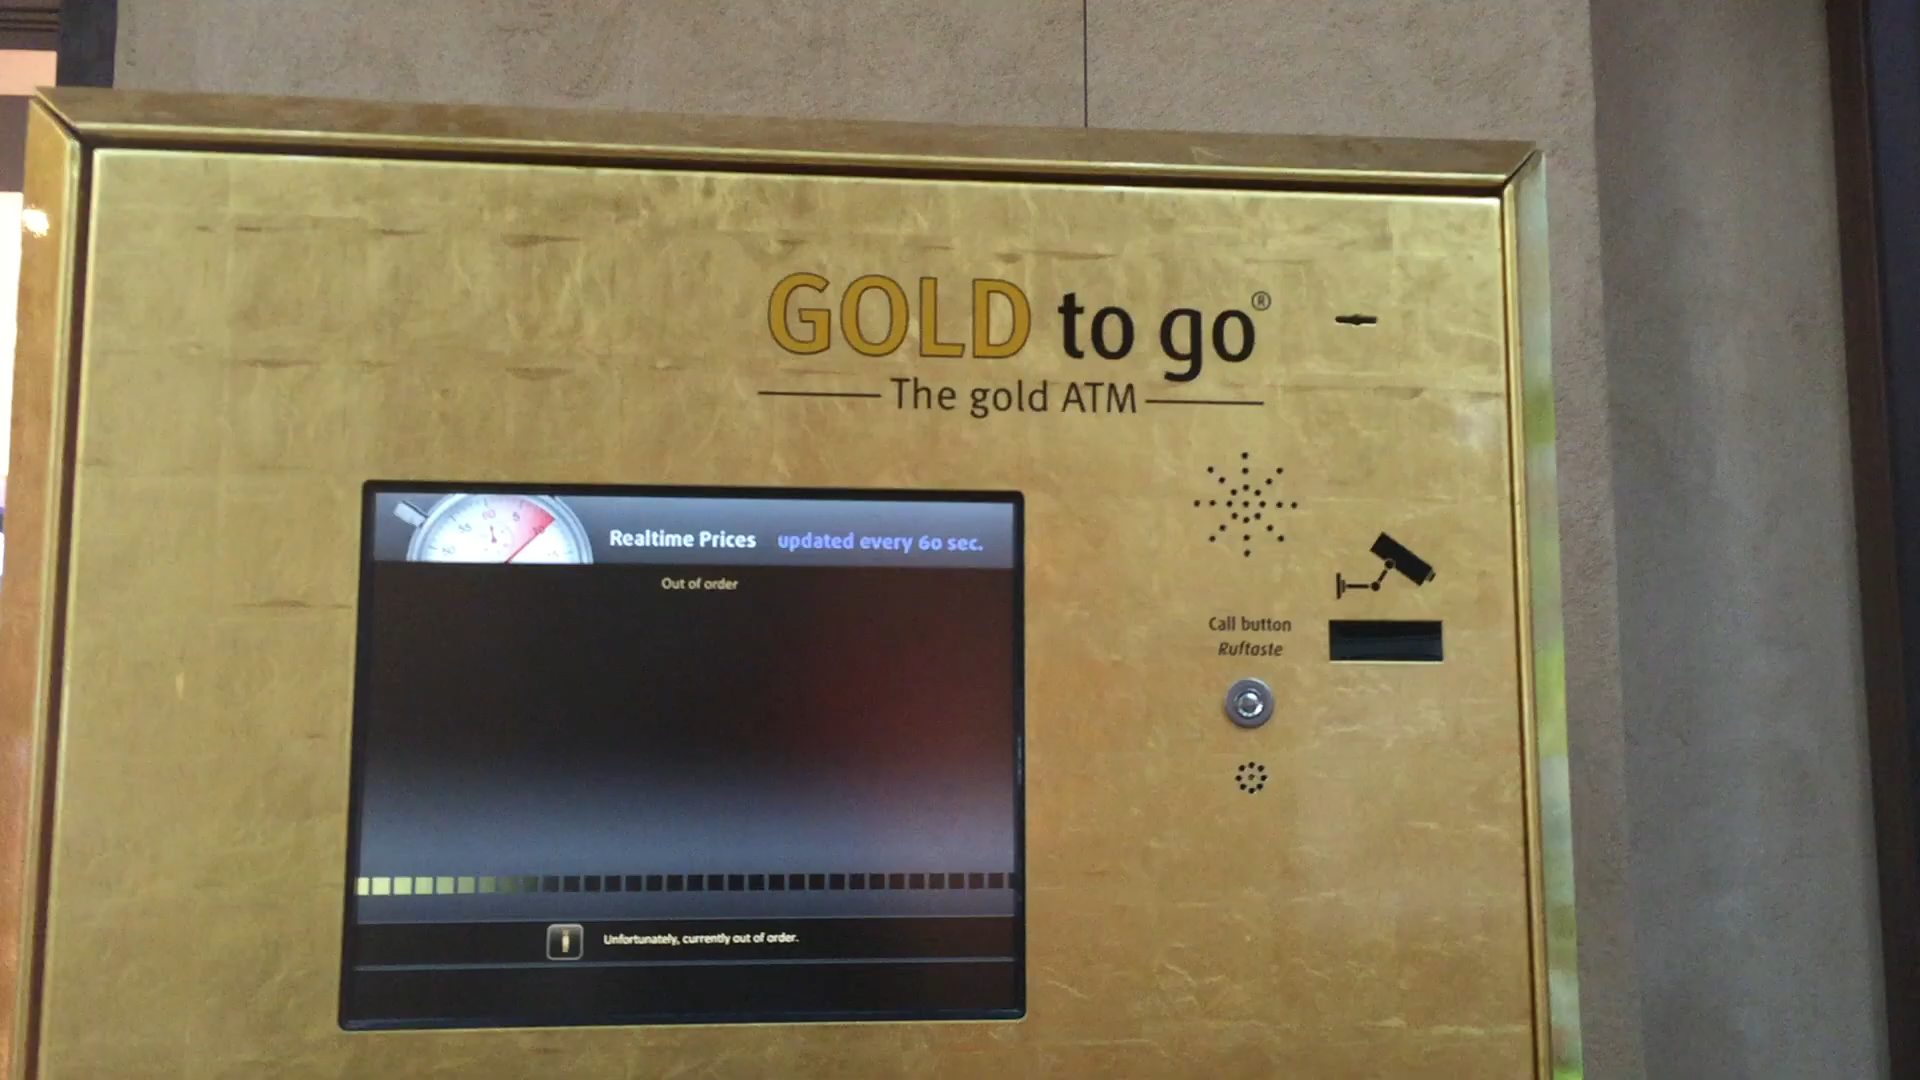 GOLD to go®
The gold ATM
Realtime Prices updated every 60 sec.
Out of order
Call button
Ruftaste
Unfortunately, currently out of order.